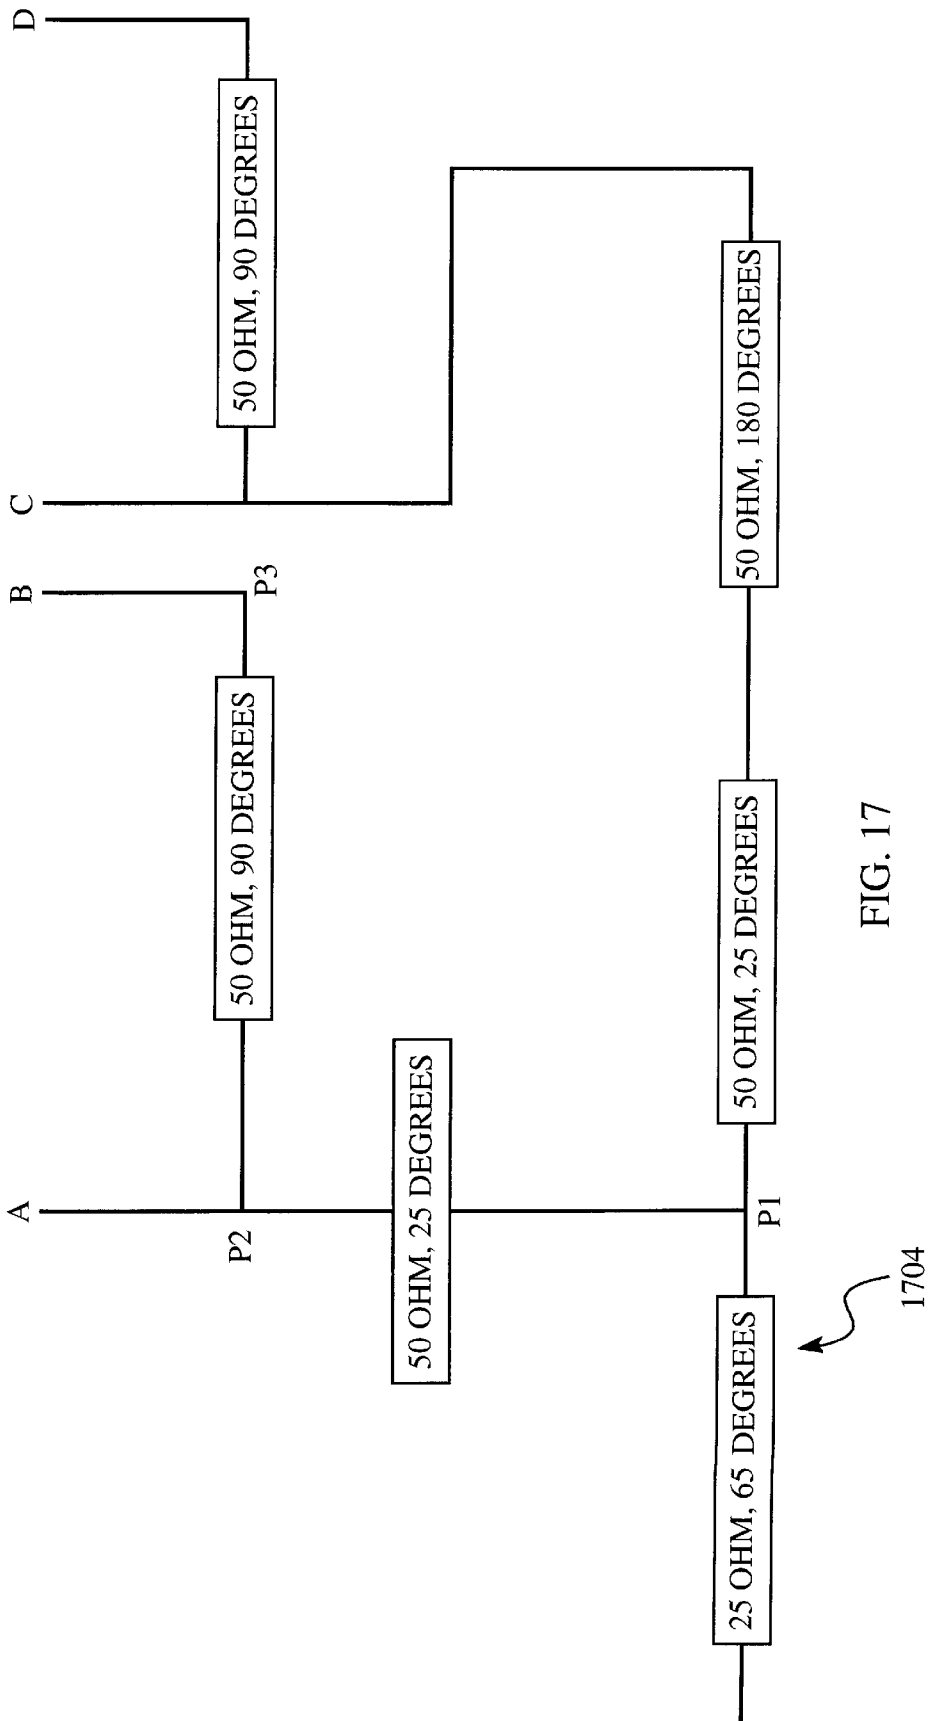 A
B
C
D
50 OHM, 90 DEGREES
50 OHM, 90 DEGREES
P2
P3
50 OHM, 25 DEGREES
25 OHM, 65 DEGREES
50 OHM, 25 DEGREES
50 OHM, 180 DEGREES
P1
1704
FIG. 17